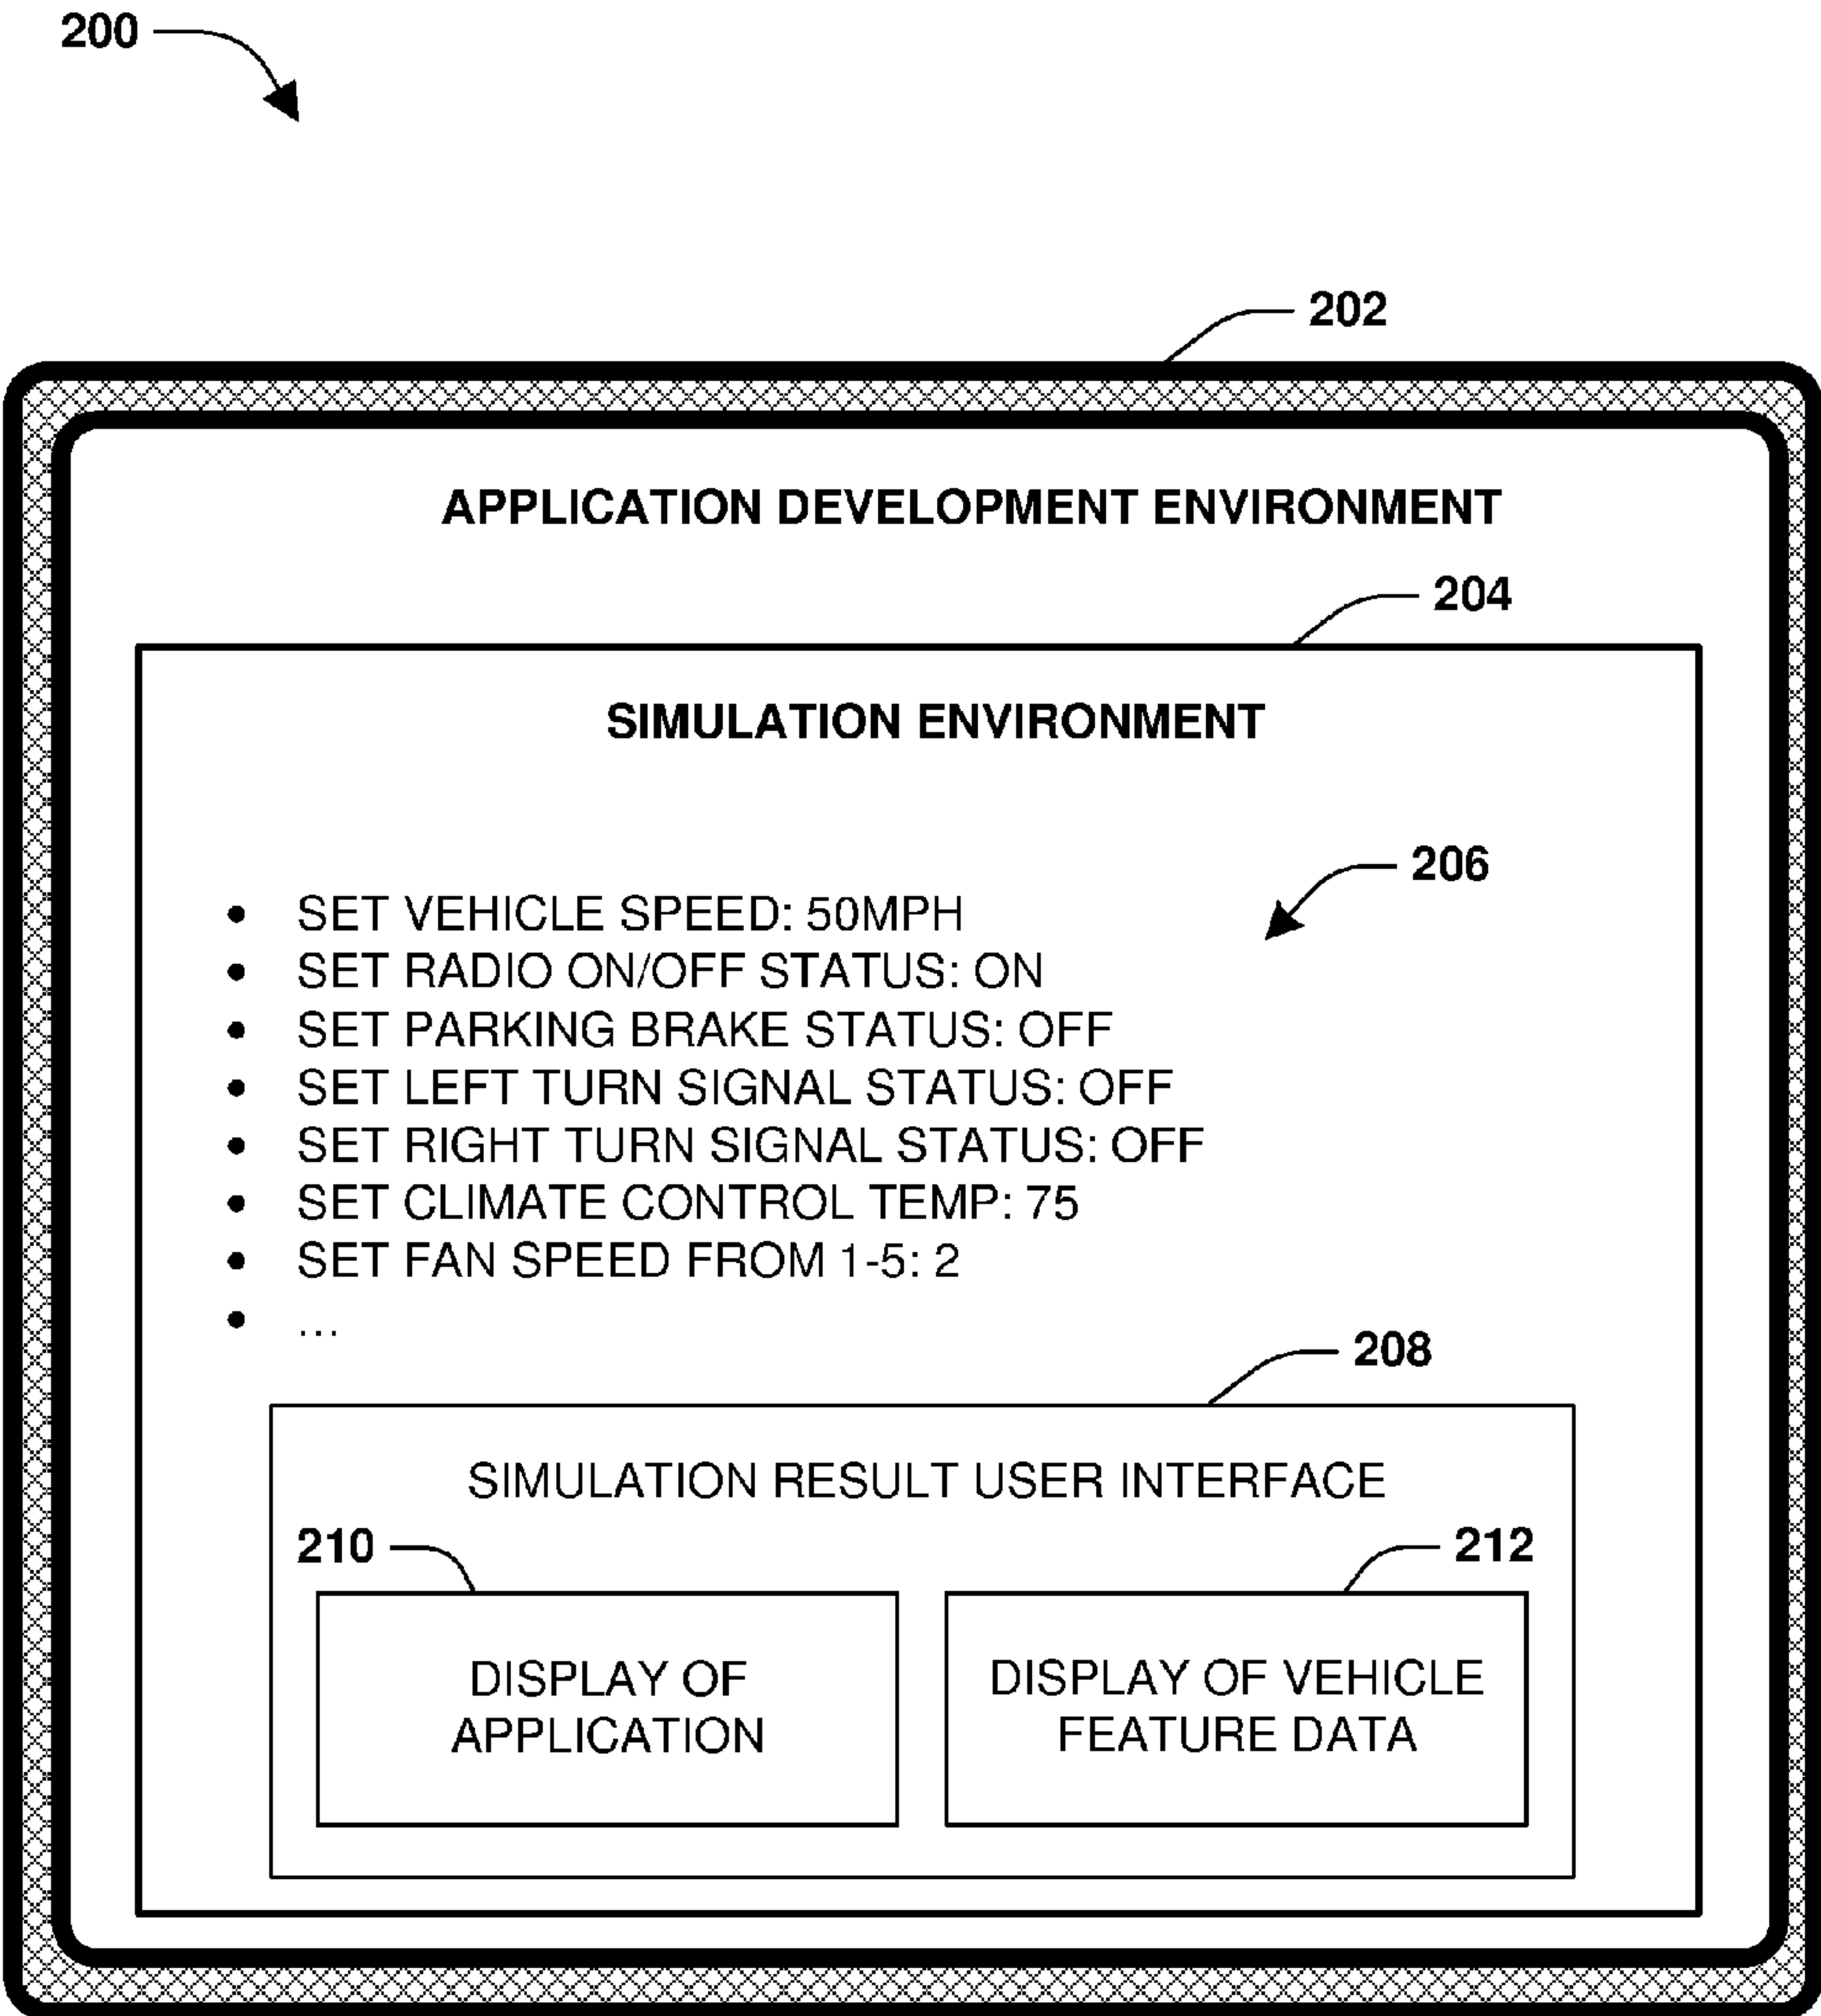 200
202
APPLICATION DEVELOPMENT ENVIRONMENT
204
SIMULATION ENVIRONMENT
206
• SET VEHICLE SPEED: 50MPH
• SET RADIO ON/OFF STATUS: ON
• SET PARKING BRAKE STATUS: OFF
• SET LEFT TURN SIGNAL STATUS: OFF
• SET RIGHT TURN SIGNAL STATUS: OFF
• SET CLIMATE CONTROL TEMP: 75
• SET FAN SPEED FROM 1-5: 2
• ...
208
SIMULATION RESULT USER INTERFACE
210
212
DISPLAY OF
APPLICATION
DISPLAY OF VEHICLE
FEATURE DATA